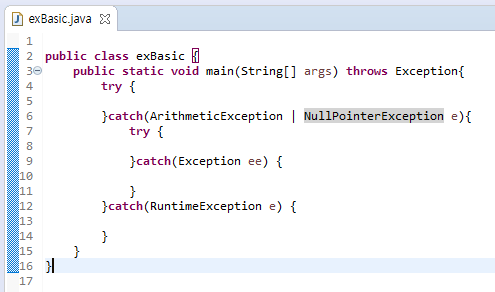 exBasic.java
1
2 public class exBasic {
3     public static void main(String[] args) throws Exception{
4         try {
5
6         }catch(ArithmeticException | NullPointerException e){
7             try {
8
9             }catch(Exception ee) {
10
11             }
12         }catch(RuntimeException e) {
13
14         }
15     }
16 }
17